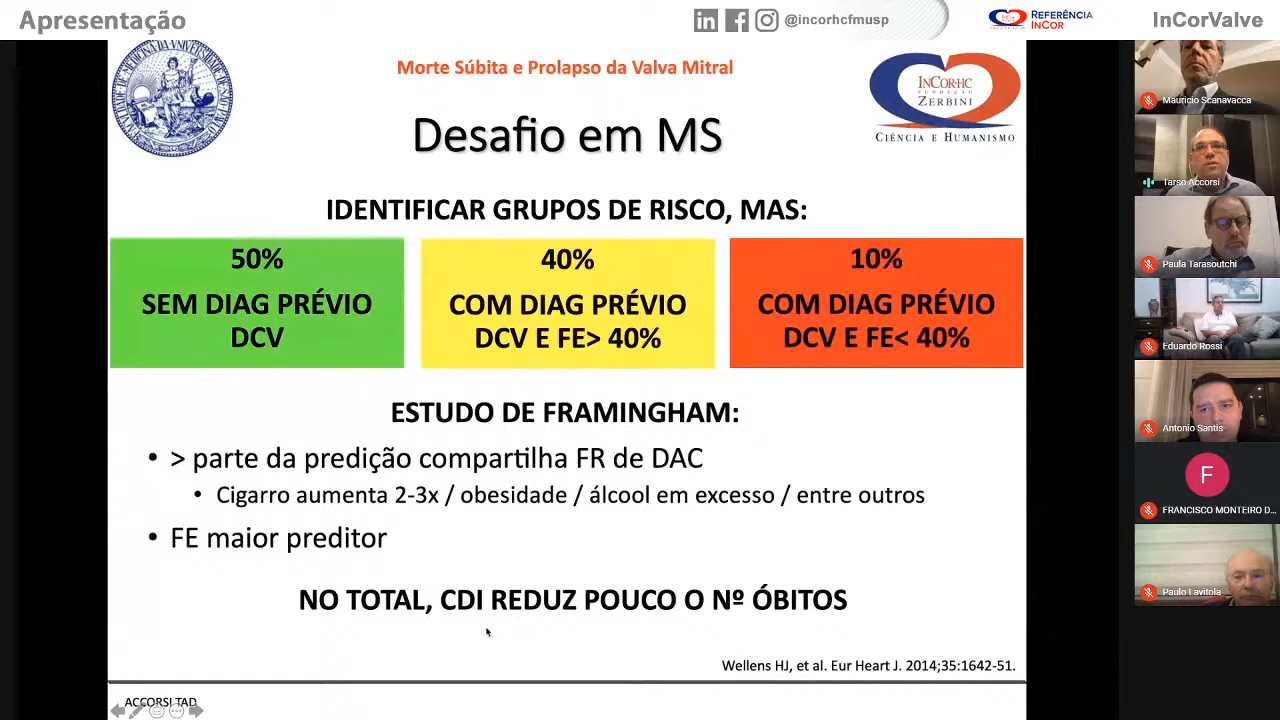 Apresentação
@incorhcfmusp
REFERÊNCIA
INCOR
InCorValve
Morte Súbita e Prolapso da Valva Mitral
INCOR·HC
FUNDAÇÃO
ZERBINI
CIÊNCIA E HUMANISMO
Desafio em MS
IDENTIFICAR GRUPOS DE RISCO, MAS:
50%
SEM DIAG PRÉVIO
DCV
40%
COM DIAG PRÉVIO
DCV E FE> 40%
10%
COM DIAG PRÉVIO
DCV E FE< 40%
ESTUDO DE FRAMINGHAM:
• > parte da predição compartilha FR de DAC
• Cigarro aumenta 2-3x / obesidade / álcool em excesso / entre outros
• FE maior preditor
NO TOTAL, CDI REDUZ POUCO O Nº ÓBITOS
Wellens HJ, et al. Eur Heart J. 2014;35:1642-51.
ACCORSI TAD
Mauricio Scanavacca
Tarso Accorsi
Paula Tarasoutchi
Eduardo Rossi
Antonio Santis
F
FRANCISCO MONTEIRO D...
Paulo Lavitola